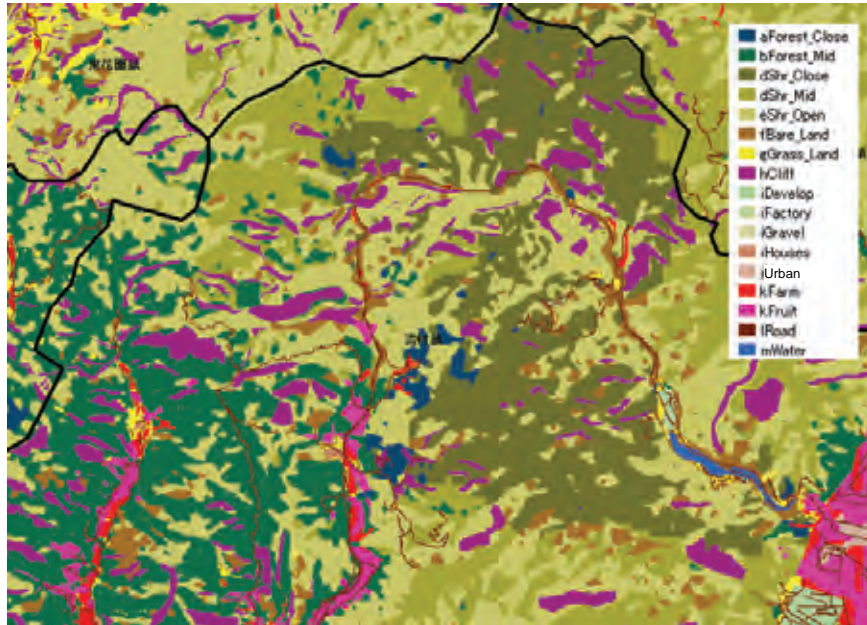 aForest_Close
bForest_Mid
dShr_Close
dShr_Mid
eShr_Open
fBare_Land
gGrass_Land
hCliff
iDevelop
iFactory
iGravel
iHouses
jUrban
kFarm
kFruit
lRoad
mWater